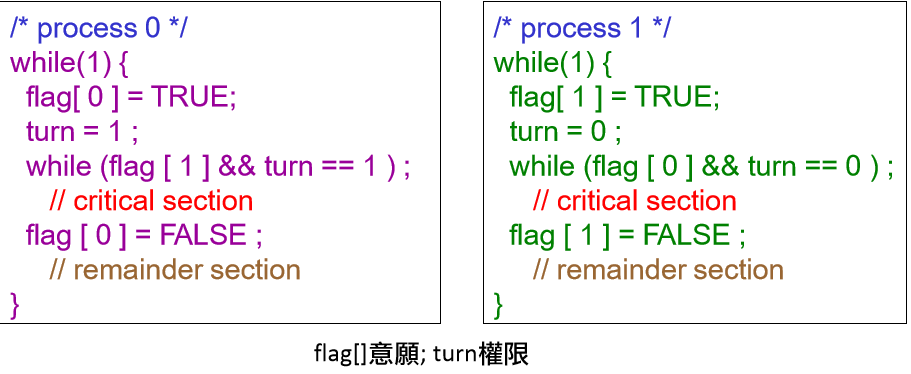 /* process 0 */
while(1) {
flag[ 0 ] = TRUE;
turn = 1 ;
while (flag [ 1 ] && turn == 1 ) ;
// critical section
flag [ 0 ] = FALSE ;
// remainder section
}
/* process 1 */
while(1) {
flag[ 1 ] = TRUE;
turn = 0 ;
while (flag [ 0 ] && turn == 0 ) ;
// critical section
flag [ 1 ] = FALSE ;
// remainder section
}
flag[]意願; turn權限